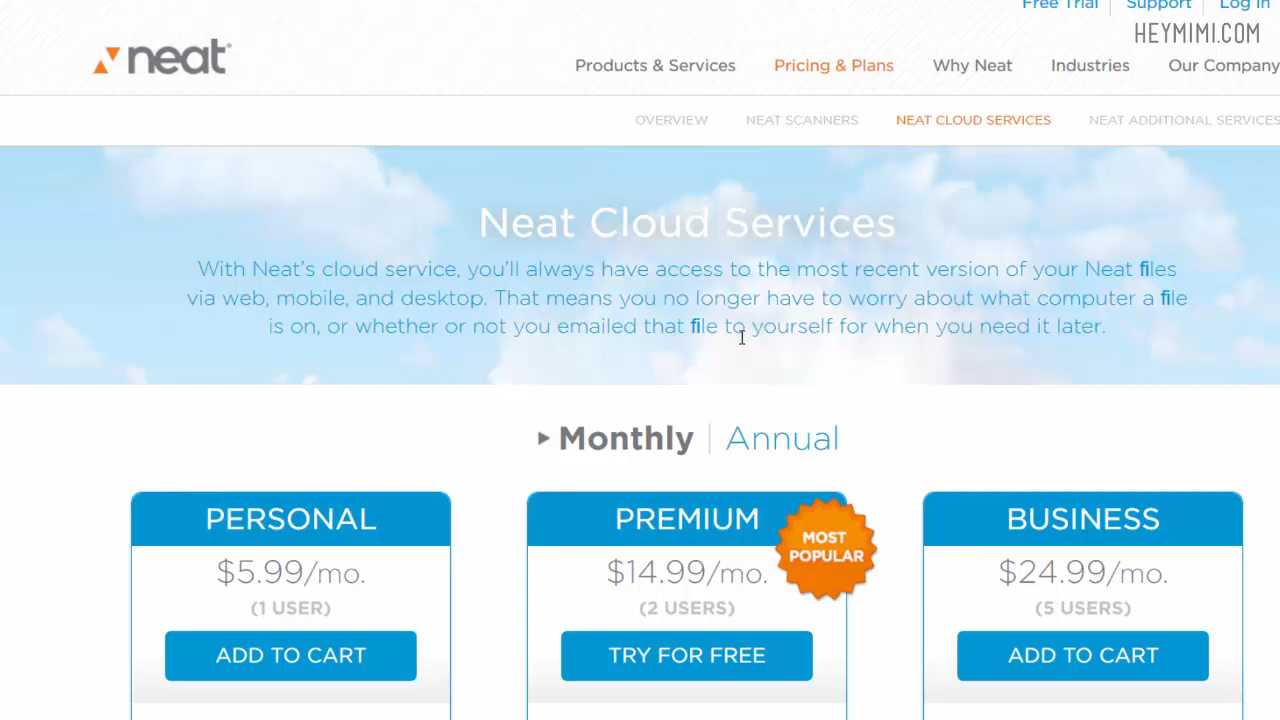 Free Trial Support Log In
HEYMIMI.COM
neat
Products & Services Pricing & Plans Why Neat Industries Our Company
OVERVIEW NEAT SCANNERS NEAT CLOUD SERVICES NEAT ADDITIONAL SERVICES
Neat Cloud Services
With Neat's cloud service, you'll always have access to the most recent version of your Neat files
via web, mobile, and desktop. That means you no longer have to worry about what computer a file
is on, or whether or not you emailed that file to yourself for when you need it later.
Monthly Annual
PERSONAL PREMIUM BUSINESS
MOST
POPULAR
$5.99/mo. $14.99/mo. $24.99/mo.
(1 USER) (2 USERS) (5 USERS)
ADD TO CART TRY FOR FREE ADD TO CART